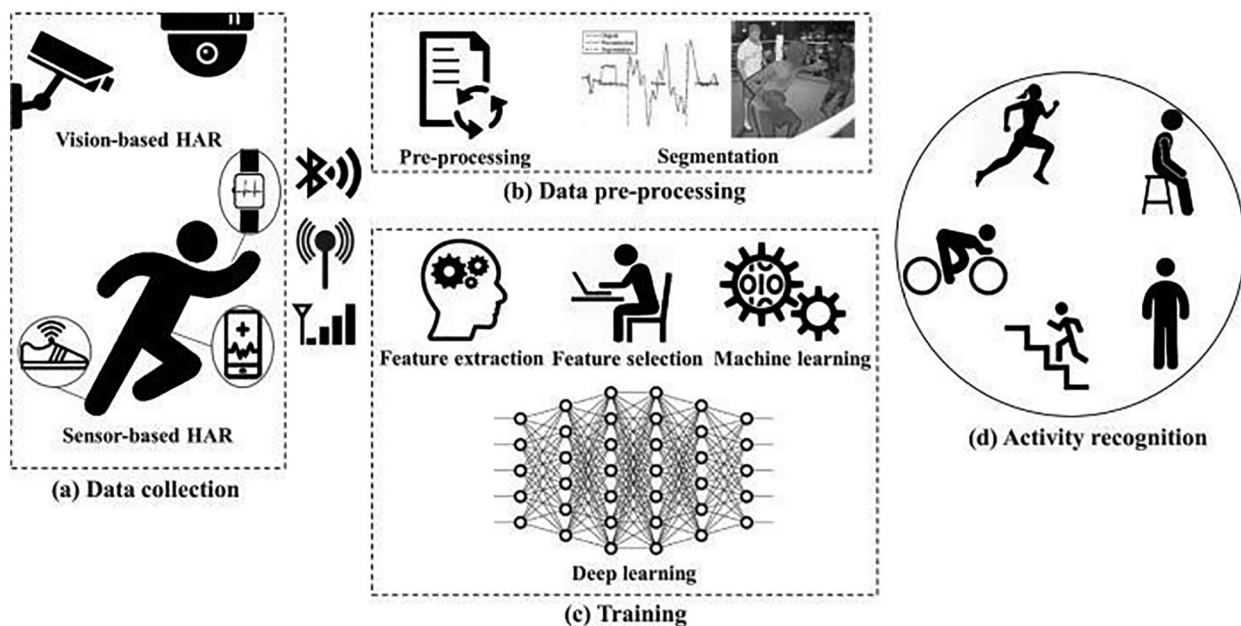 Vision-based HAR
Sensor-based HAR
(a) Data collection
Pre-processing
Segmentation
(b) Data pre-processing
Feature extraction
Feature selection
Machine learning
Deep learning
(c) Training
(d) Activity recognition